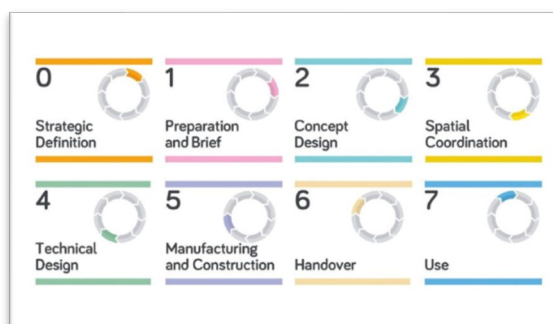 0
Strategic
Definition
1
Preparation
and Brief
2
Concept
Design
3
Spatial
Coordination
4
Technical
Design
5
Manufacturing
and Construction
6
Handover
7
Use